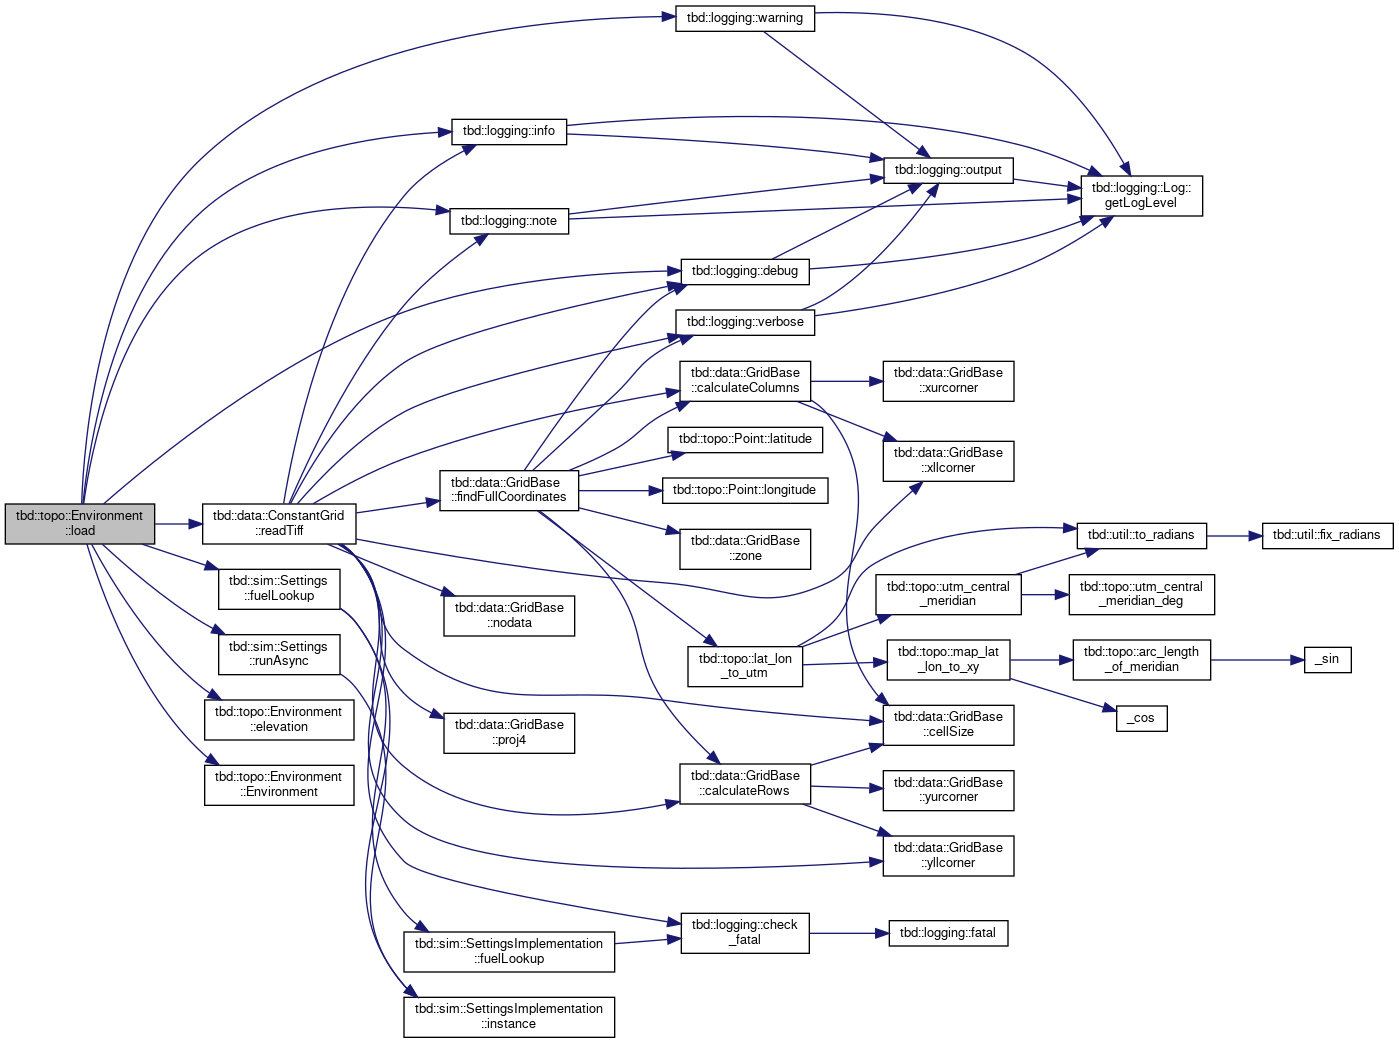 tbd::topo::Environment
::load
tbd::data::ConstantGrid
::readTiff
tbd::sim::Settings
::fuelLookup
tbd::sim::Settings
::runAsync
tbd::topo::Environment
::elevation
tbd::topo::Environment
::Environment
tbd::logging::info
tbd::logging::note
tbd::data::GridBase
::findFullCoordinates
tbd::data::GridBase
::nodata
tbd::data::GridBase
::proj4
tbd::sim::SettingsImplementation
::fuelLookup
tbd::sim::SettingsImplementation
::instance
tbd::logging::warning
tbd::logging::debug
tbd::logging::verbose
tbd::data::GridBase
::calculateColumns
tbd::topo::Point::latitude
tbd::topo::Point::longitude
tbd::data::GridBase
::zone
tbd::topo::lat_lon
_to_utm
tbd::data::GridBase
::calculateRows
tbd::logging::check
_fatal
tbd::logging::output
tbd::data::GridBase
::xurcorner
tbd::data::GridBase
::xllcorner
tbd::topo::utm_central
_meridian
tbd::topo::map_lat
_lon_to_xy
tbd::data::GridBase
::cellSize
tbd::data::GridBase
::yurcorner
tbd::data::GridBase
::yllcorner
tbd::logging::fatal
tbd::logging::Log::
getLogLevel
tbd::util::to_radians
tbd::topo::utm_central
_meridian_deg
tbd::topo::arc_length
_of_meridian
_cos
tbd::util::fix_radians
_sin